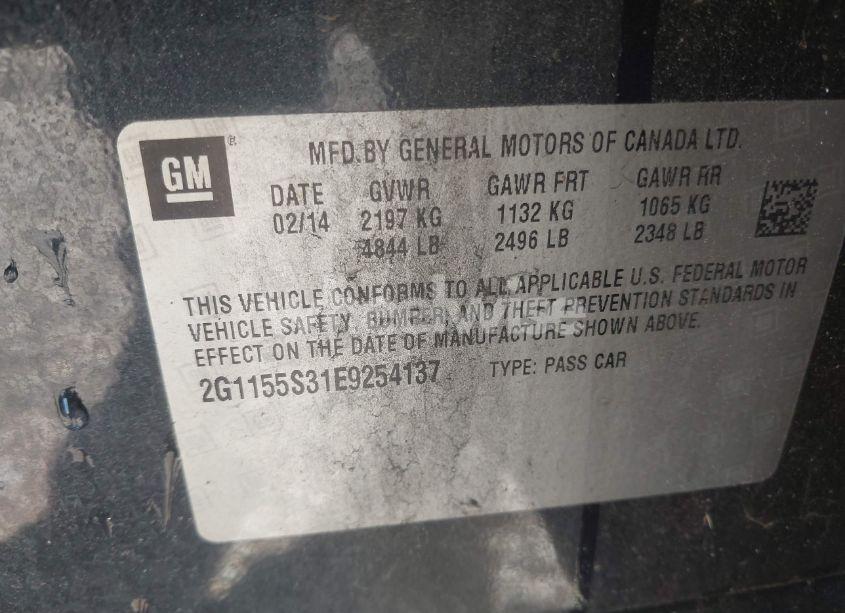 GM®
MFD.BY GENERAL MOTORS OF CANADA LTD.
DATE GVWR GAWR FRT GAWR RR
02/14 2197 KG 1132 KG 1065 KG
4844 LB 2496 LB 2348 LB
THIS VEHICLE CONFORMS TO ALL APPLICABLE U.S. FEDERAL MOTOR
VEHICLE SAFETY, BUMPER, AND THEFT PREVENTION STANDARDS IN
EFFECT ON THE DATE OF MANUFACTURE SHOWN ABOVE.
2G1155S31E9254137 TYPE: PASS CAR